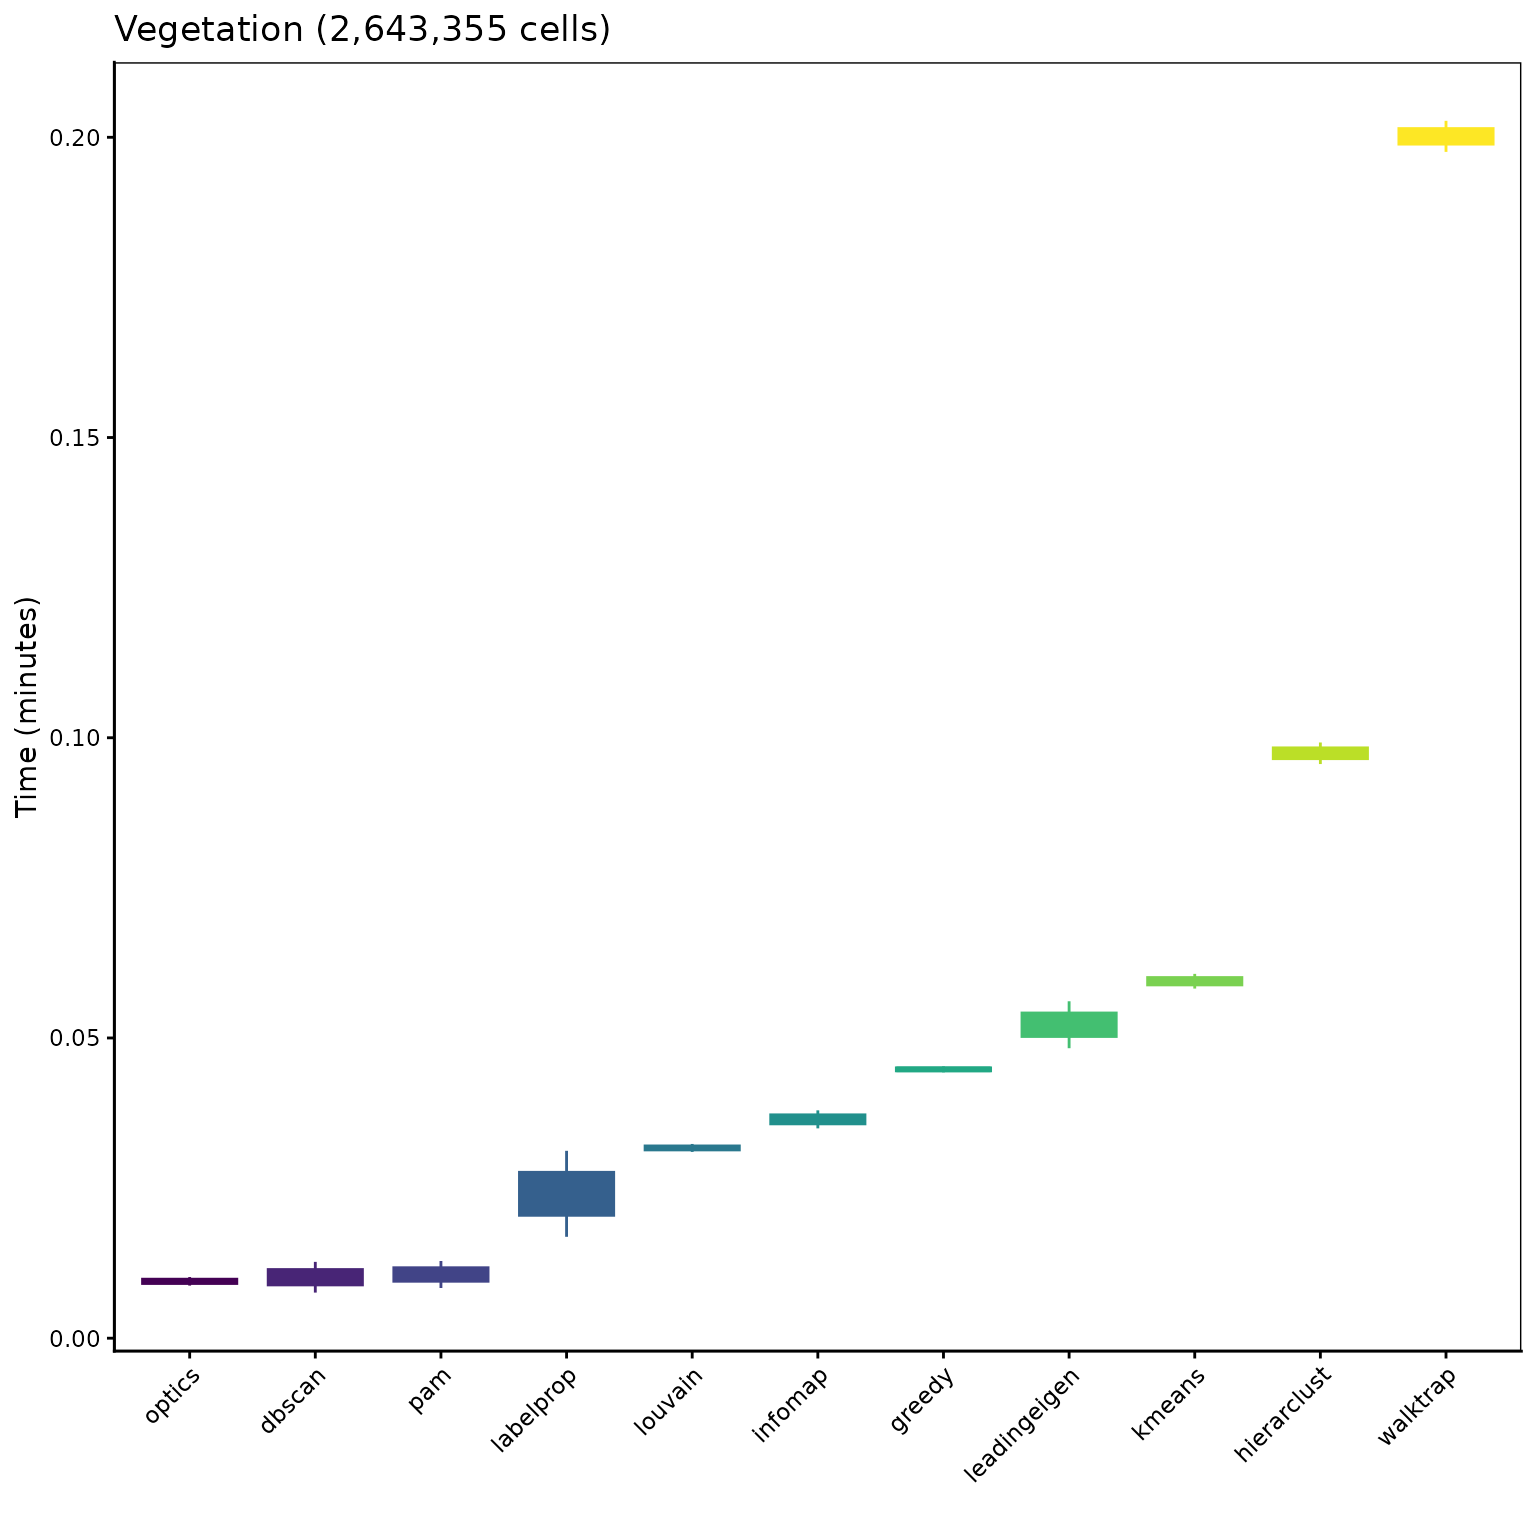 Vegetation (2,643,355 cells)
Time (minutes)
0.20
0.15
0.10
0.05
0.00
optics
dbscan
pam
labelprop
louvain
infomap
greedy
leadingeigen
kmeans
hierarclust
walktrap